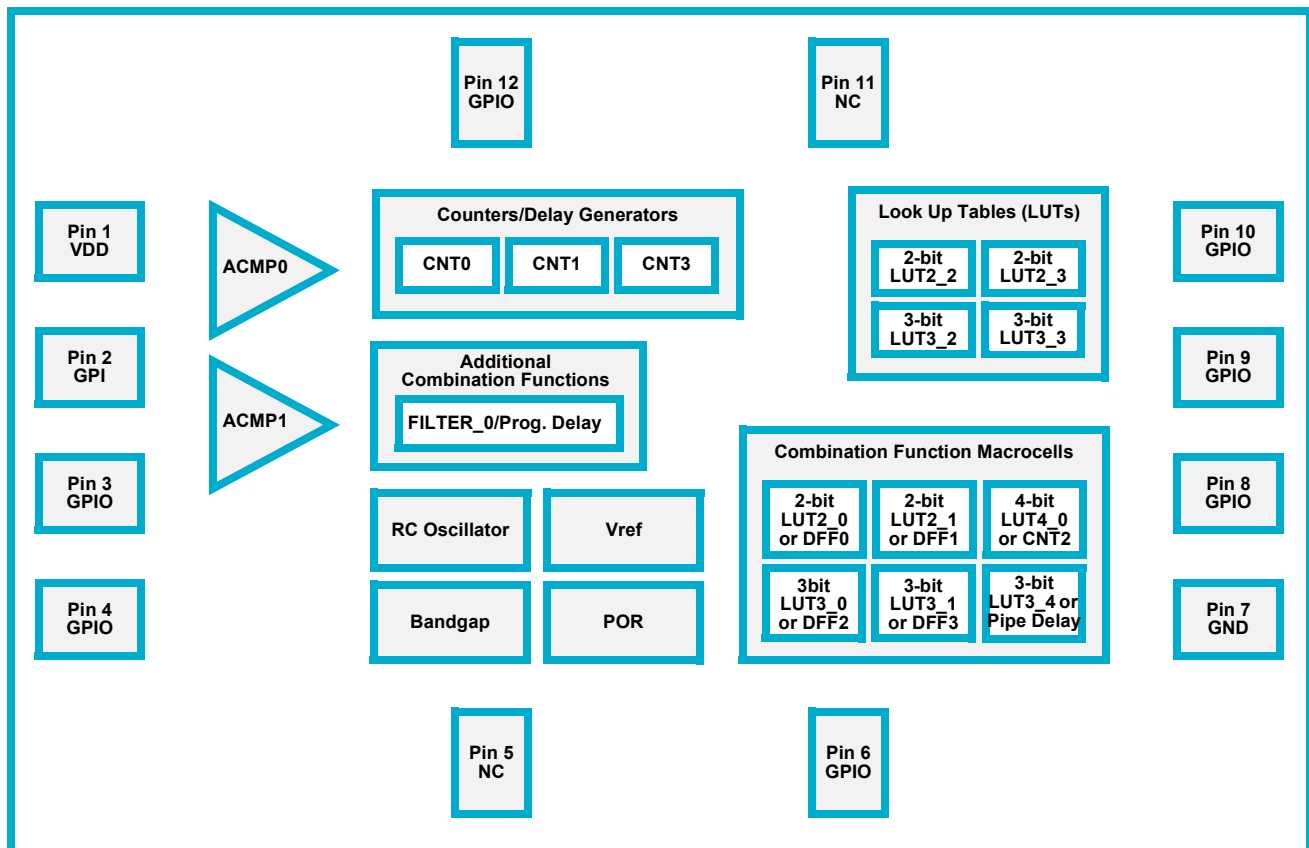 Pin 12
GPIO
Pin 11
NC
Pin 1
VDD
Pin 2
GPI
Pin 3
GPIO
Pin 4
GPIO
ACMP0
ACMP1
Counters/Delay Generators
CNT0
CNT1
CNT3
Additional
Combination Functions
FILTER_0/Prog. Delay
RC Oscillator
Vref
Bandgap
POR
Look Up Tables (LUTs)
2-bit
LUT2_2
2-bit
LUT2_3
3-bit
LUT3_2
3-bit
LUT3_3
Combination Function Macrocells
2-bit
LUT2_0
or DFF0
2-bit
LUT2_1
or DFF1
4-bit
LUT4_0
or CNT2
3bit
LUT3_0
or DFF2
3-bit
LUT3_1
or DFF3
3-bit
LUT3_4 or
Pipe Delay
Pin 10
GPIO
Pin 9
GPIO
Pin 8
GPIO
Pin 7
GND
Pin 5
NC
Pin 6
GPIO